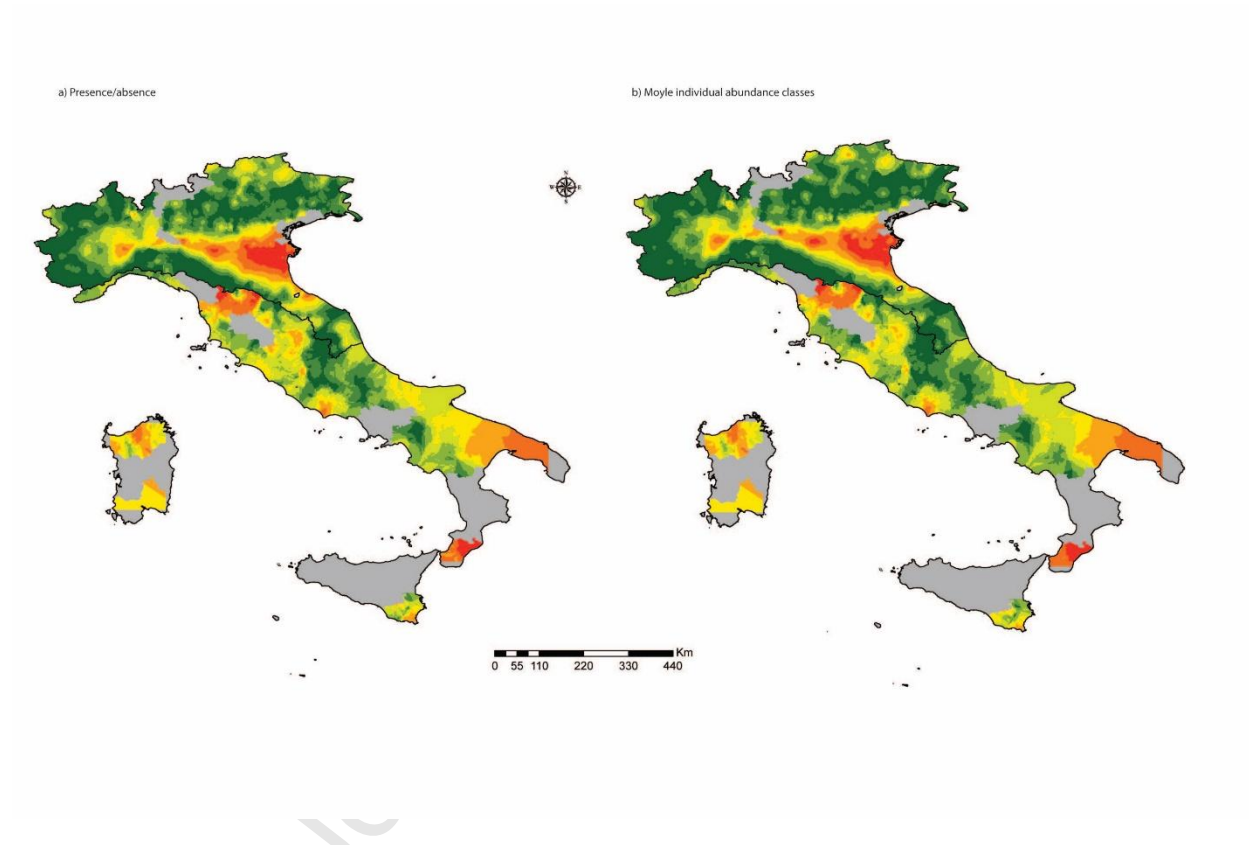 a) Presence/absence
b) Moyle individual abundance classes
N
W E
S
Km
0 55 110 220 330 440